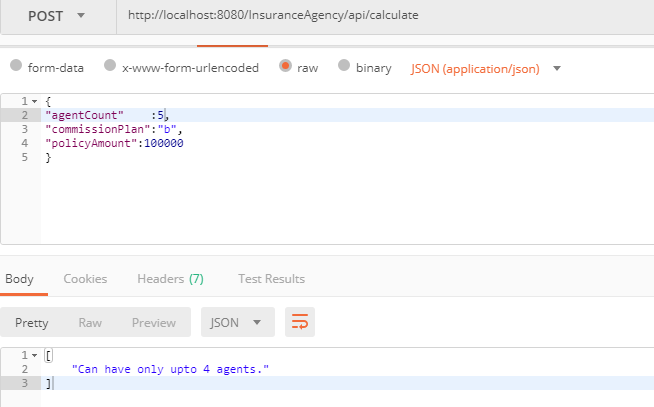 POST http://localhost:8080/InsuranceAgency/api/calculate
form-data x-www-form-urlencoded raw binary JSON (application/json)
1 {
2 "agentCount"    :5,
3 "commissionPlan":"b",
4 "policyAmount":100000
5 }
Body Cookies Headers (7) Test Results
Pretty Raw Preview JSON
1 [
2     "Can have only upto 4 agents."
3 ]